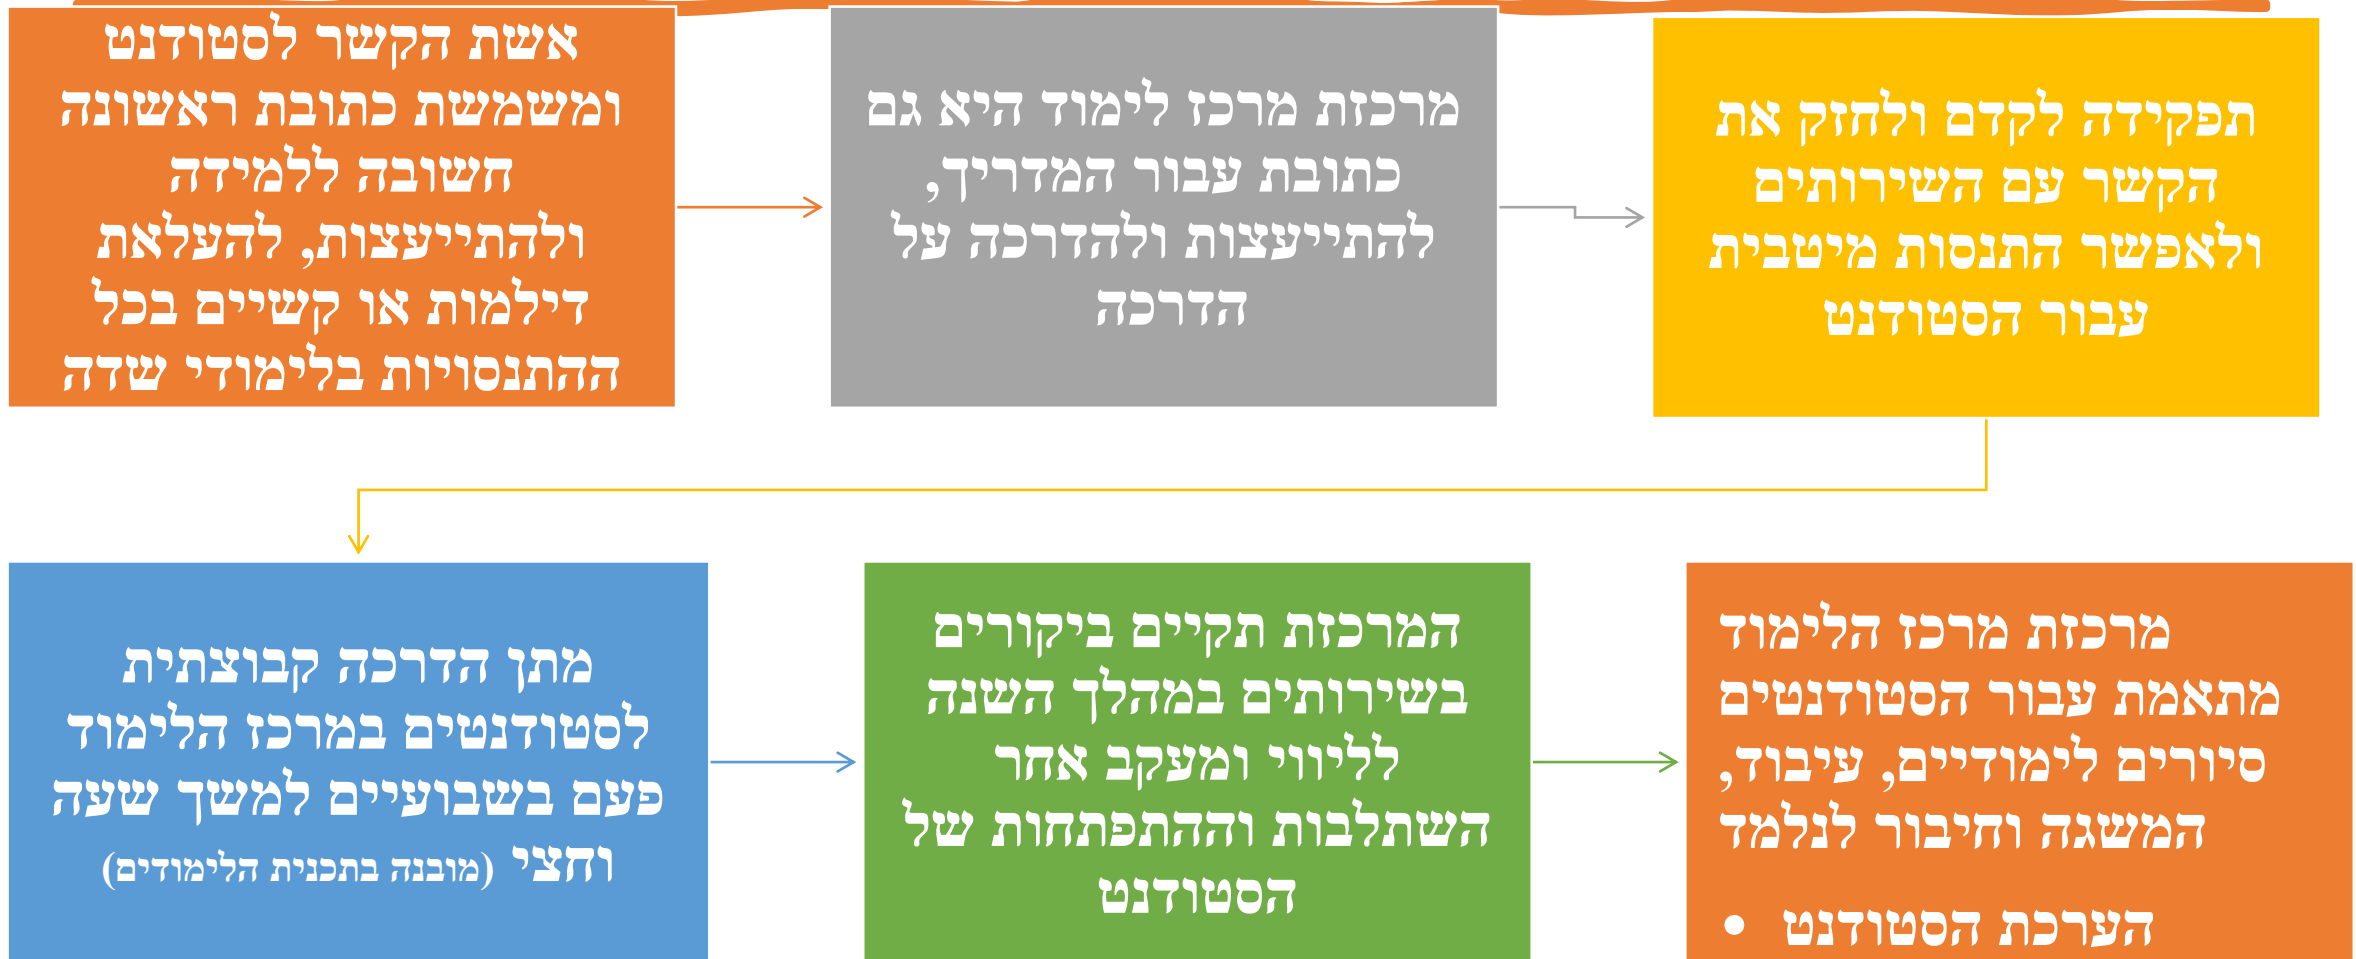 אשת הקשר לסטודנט
ומשמשת כתובת ראשונה
חשובה ללמידה
ולהתייעצות, להעלאת
דילמות או קשיים בכל
ההתנסויות בלימודי שדה
מרכזת מרכז לימוד היא גם
כתובת עבור המדריך,
להתייעצות ולהדרכה על
הדרכה
תפקידה לקדם ולחזק את
הקשר עם השירותים
ולאפשר התנסות מיטבית
עבור הסטודנט
מתן הדרכה קבוצתית
לסטודנטים במרכז הלימוד
פעם בשבועיים למשך שעה
וחצי (מובנה בתכנית הלימודים)
המרכזת תקיים ביקורים
בשירותים במהלך השנה
לליווי ומעקב אחר
השתלבות וההתפתחות של
הסטודנט
מרכזת מרכז הלימוד
מתאמת עבור הסטודנטים
סיורים לימודיים, עיבוד,
המשגה וחיבור לנלמד
• הערכת הסטודנט